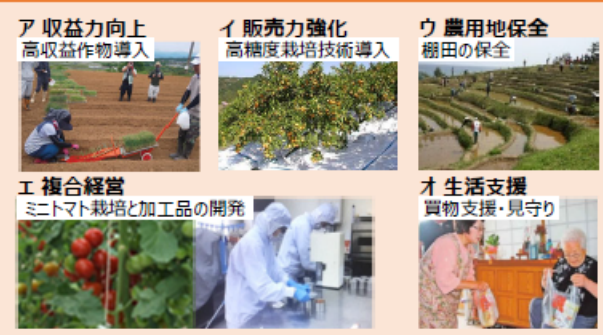 ア 収益力向上
高収益作物導入
イ 販売力強化
高糖度栽培技術導入
ウ 農用地保全
棚田の保全
エ 複合経営
ミニトマト栽培と加工品の開発
オ 生活支援
買物支援・見守り